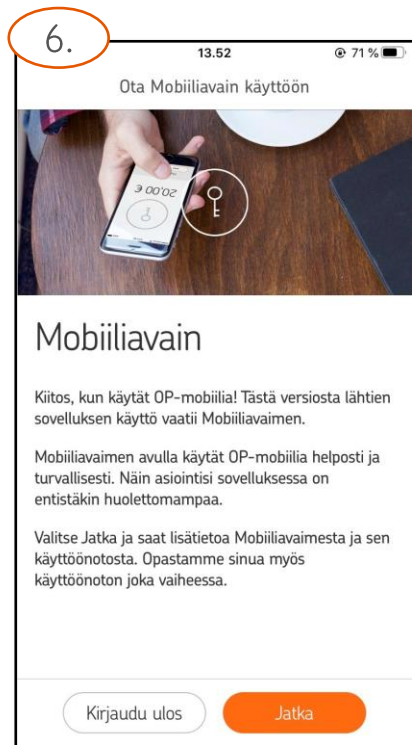 6.
13.52
71 %
Ota Mobiiliavain käyttöön
20,00 €
Mobiiliavain
Kiitos, kun käytät OP-mobiilia! Tästä versiosta lähtien
sovelluksen käyttö vaatii Mobiiliavaimen.
Mobiiliavaimen avulla käytät OP-mobiilia helposti ja
turvallisesti. Näin asiointisi sovelluksessa on
entistäkin huolettomampaa.
Valitse Jatka ja saat lisätietoa Mobiiliavaimesta ja sen
käyttöönotosta. Opastamme sinua myös
käyttöönoton joka vaiheessa.
Kirjaudu ulos
Jatka